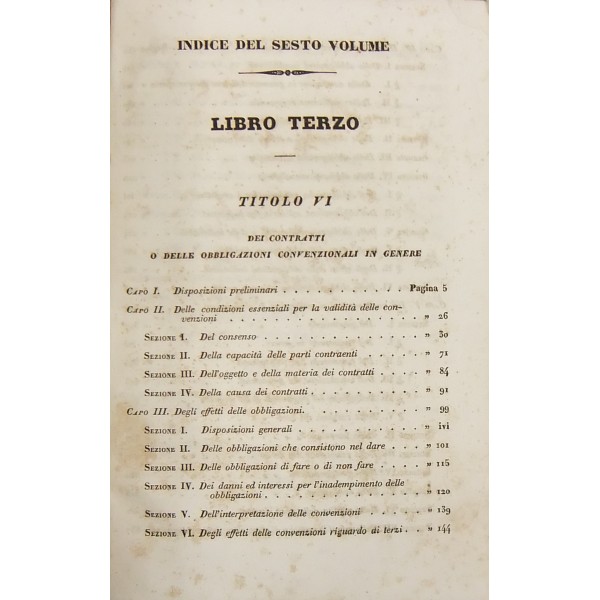 INDICE DEL SESTO VOLUME
LIBRO TERZO
TITOLO VI
DEI CONTRATTI
O DELLE OBBLIGAZIONI CONVENZIONALI IN GENERE
CAPO I. Disposizioni preliminari . . . . . . . . . . . Pagina 5
CAPO II. Delle condizioni essenziali per la validità delle con-
venzioni . . . . . . . . . . . . . . . . „ 26
SEZIONE I. Del consenso . . . . . . . . . . . . . „ 30
SEZIONE II. Della capacità delle parti contraenti . . . . . „ 71
SEZIONE III. Dell'oggetto e della materia dei contratti . . . . „ 84
SEZIONE IV. Della causa dei contratti . . . . . . . . . „ 91
CAPO III. Degli effetti delle obbligazioni . . . . . . . . . „ 99
SEZIONE I. Disposizioni generali . . . . . . . . . . „ ivi
SEZIONE II. Delle obbligazioni che consistono nel dare . . . „ 101
SEZIONE III. Delle obbligazioni di fare o di non fare . . . . „ 115
SEZIONE IV. Dei danni ed interessi per l'inadempimento delle
obbligazioni . . . . . . . . . . . . . „ 120
SEZIONE V. Dell'interpretazione delle convenzioni . . . . . „ 139
SEZIONE VI. Degli effetti delle convenzioni riguardo di terzi . . „ 144